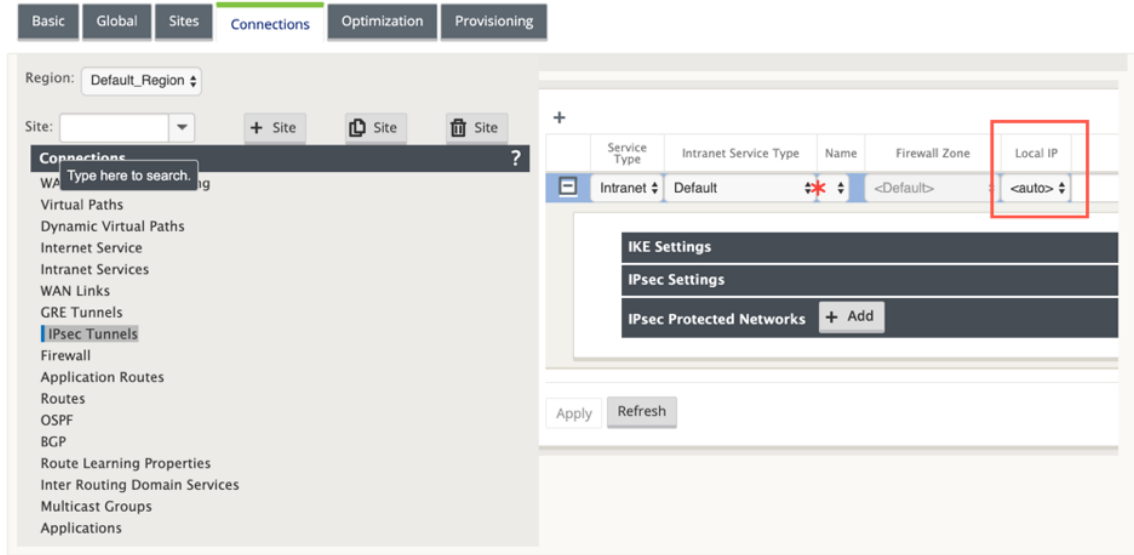 Basic Global Sites Connections Optimization Provisioning
Region: Default_Region
Site: + Site Site Site
Connections ?
Type here to search.
WA ng
Virtual Paths
Dynamic Virtual Paths
Internet Service
Intranet Services
WAN Links
GRE Tunnels
IPsec Tunnels
Firewall
Application Routes
Routes
OSPF
BGP
Route Learning Properties
Inter Routing Domain Services
Multicast Groups
Applications
+
Service Type Intranet Service Type Name Firewall Zone Local IP
Intranet Default * <Default> <auto>
IKE Settings
IPsec Settings
IPsec Protected Networks + Add
Apply Refresh